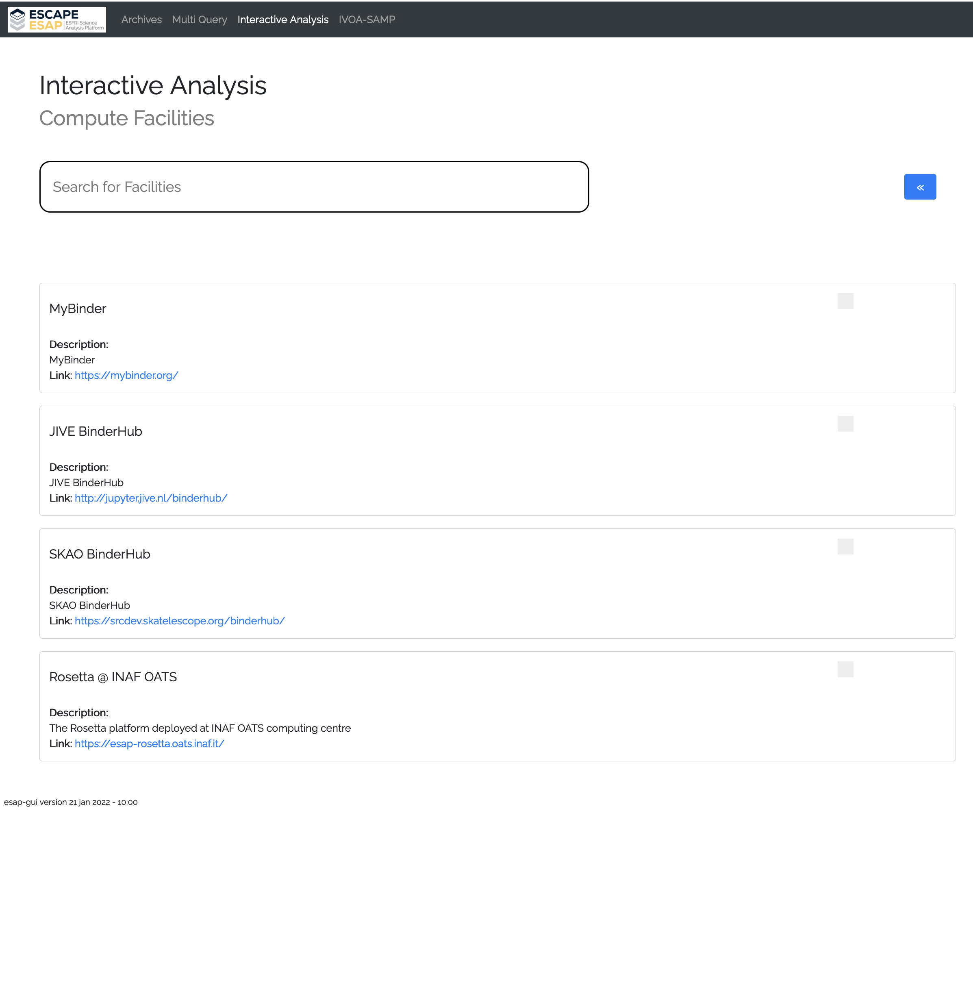 ESCAPE
ESAP ESFRI Science
Analysis Platform
Archives Multi Query Interactive Analysis IVOA-SAMP
Interactive Analysis
Compute Facilities
Search for Facilities
«
MyBinder
Description:
MyBinder
Link: https://mybinder.org/
JIVE BinderHub
Description:
JIVE BinderHub
Link: http://jupyter.jive.nl/binderhub/
SKAO BinderHub
Description:
SKAO BinderHub
Link: https://srcdev.skatelescope.org/binderhub/
Rosetta @ INAF OATS
Description:
The Rosetta platform deployed at INAF OATS computing centre
Link: https://esap-rosetta.oats.inaf.it/
esap-gui version 21 jan 2022 - 10:00